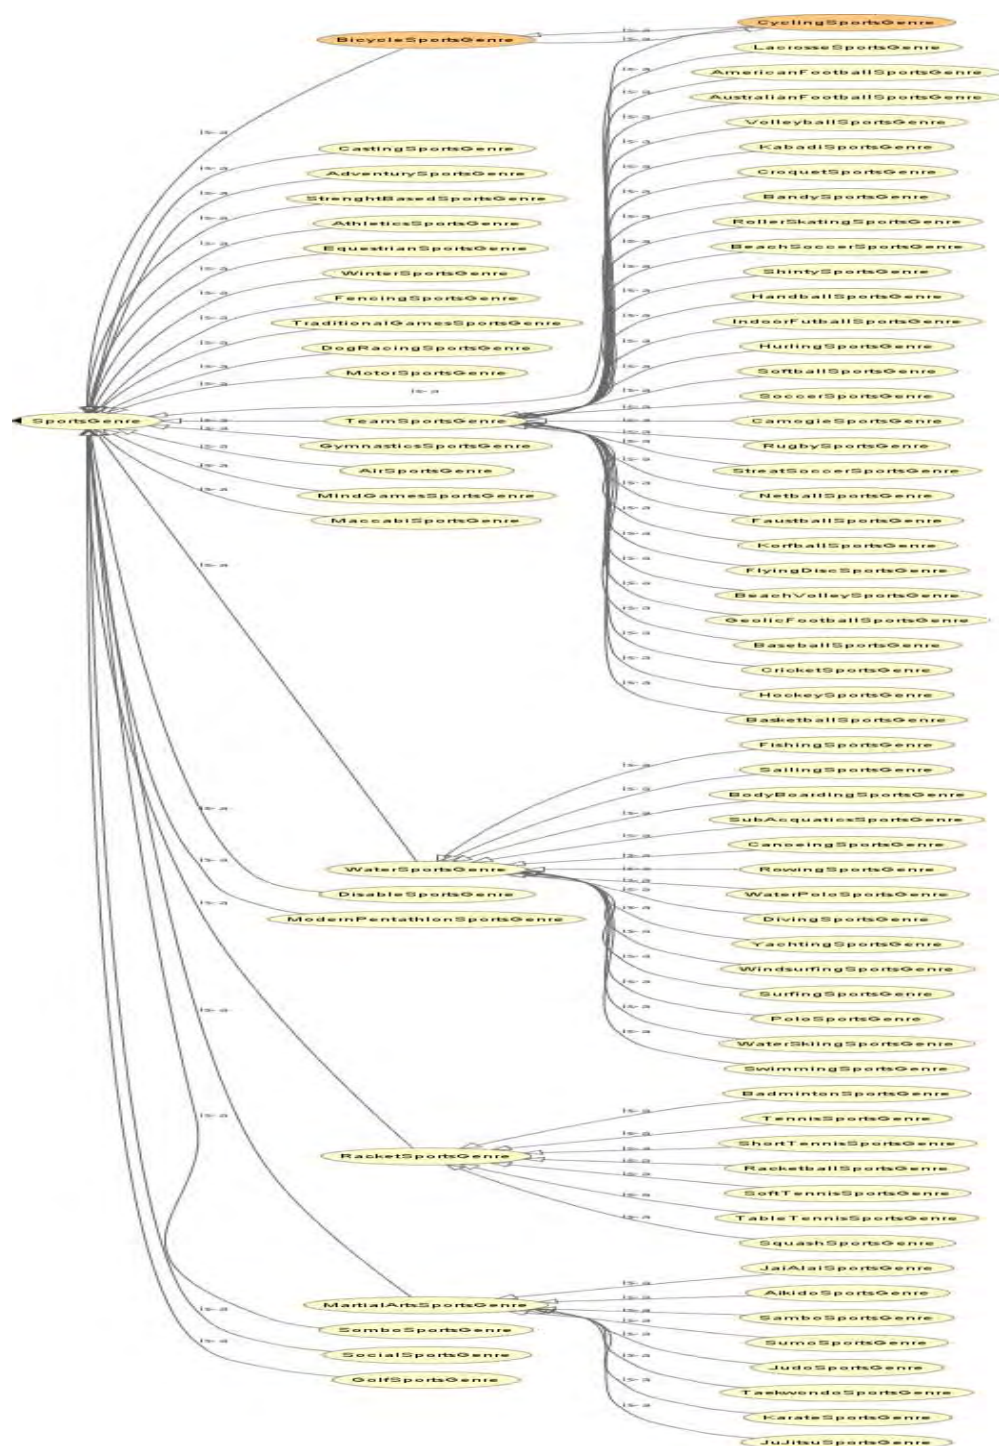 SportsGenre
BicycleSportsGenre
CastingSportsGenre
AdventurySportsGenre
StrenghtBasedSportsGenre
AthleticsSportsGenre
EquestrianSportsGenre
WinterSportsGenre
FencingSportsGenre
TraditionalGamesSportsGenre
DogRacingSportsGenre
MotorSportsGenre
TeamSportsGenre
GymnasticsSportsGenre
AirSportsGenre
MindGamesSportsGenre
MaccabiSportsGenre
WaterSportsGenre
DisableSportsGenre
ModernPentathlonSportsGenre
RacketSportsGenre
MartialArtsSportsGenre
SomboSportsGenre
SocialSportsGenre
GolfSportsGenre
CyclingSportsGenre
LacrosseSportsGenre
AmericanFootballSportsGenre
AustralianFootballSportsGenre
VolleyballSportsGenre
KabadiSportsGenre
CroquetSportsGenre
BandySportsGenre
RollerSkatingSportsGenre
BeachSoccerSportsGenre
ShintySportsGenre
HandballSportsGenre
IndoorFutballSportsGenre
HurlingSportsGenre
SoftballSportsGenre
SoccerSportsGenre
CamogieSportsGenre
RugbySportsGenre
StreatSoccerSportsGenre
NetballSportsGenre
FaustballSportsGenre
KorfballSportsGenre
FlyingDiscSportsGenre
BeachVolleySportsGenre
GeolicFootballSportsGenre
BaseballSportsGenre
CricketSportsGenre
HockeySportsGenre
BasketballSportsGenre
FishingSportsGenre
SailingSportsGenre
BodyBoardingSportsGenre
SubAcquaticsSportsGenre
CanoeingSportsGenre
RowingSportsGenre
WaterPoloSportsGenre
DivingSportsGenre
YachtingSportsGenre
WindsurfingSportsGenre
SurfingSportsGenre
PoloSportsGenre
WaterSkiingSportsGenre
SwimmingSportsGenre
BadmintonSportsGenre
TennisSportsGenre
ShortTennisSportsGenre
RacketballSportsGenre
SoftTennisSportsGenre
TableTennisSportsGenre
SquashSportsGenre
JaiAlaiSportsGenre
AikidoSportsGenre
SamboSportsGenre
SumoSportsGenre
JudoSportsGenre
TaekwondoSportsGenre
KarateSportsGenre
JuJitsuSportsGenre
is-a